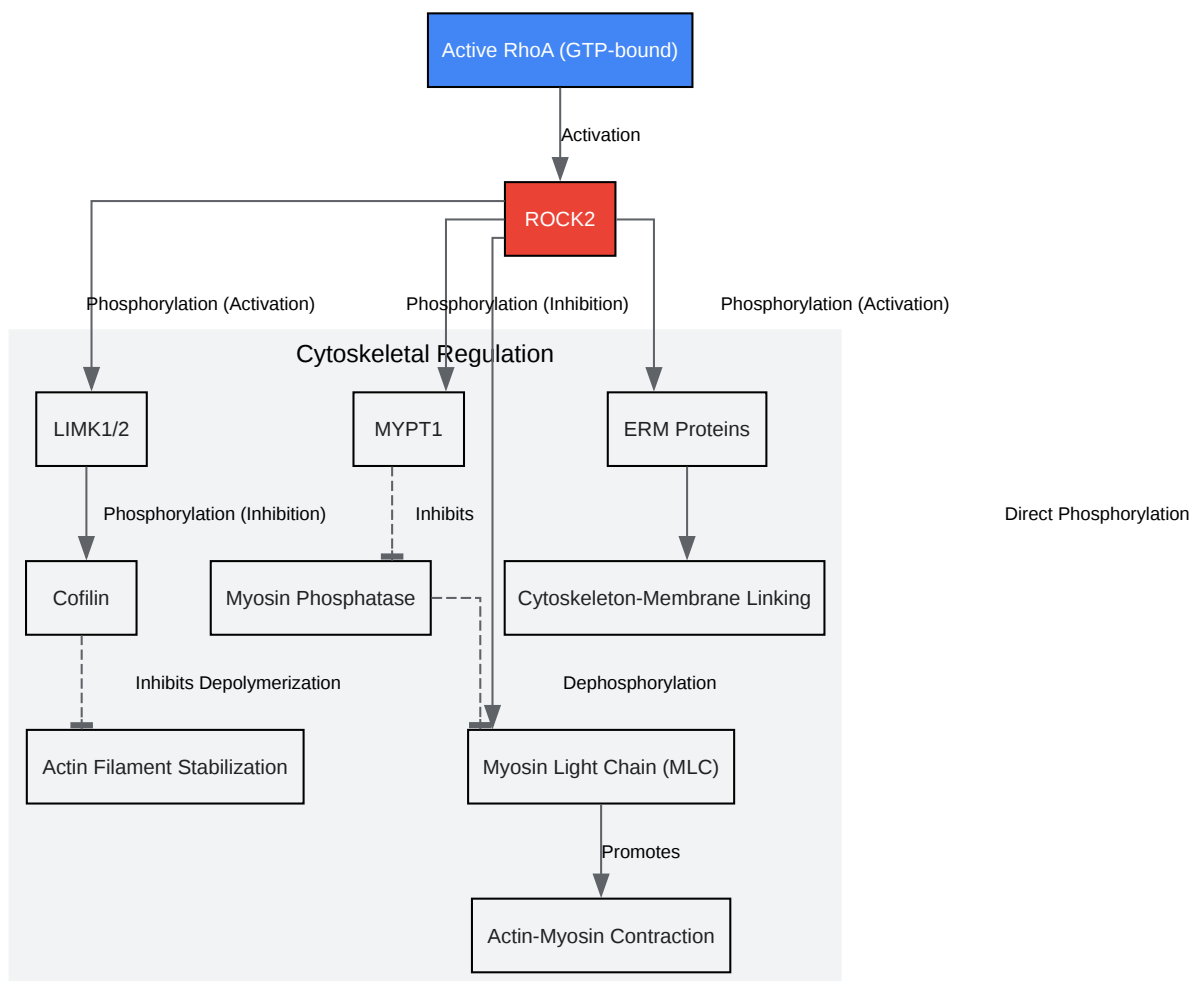 Active RhoA (GTP-bound)
Activation
ROCK2
Phosphorylation (Activation)
Phosphorylation (Inhibition)
Phosphorylation (Activation)
Cytoskeletal Regulation
LIMK1/2
MYPT1
ERM Proteins
Phosphorylation (Inhibition)
Inhibits
Direct Phosphorylation
Cofilin
Myosin Phosphatase
Cytoskeleton-Membrane Linking
Inhibits Depolymerization
Dephosphorylation
Actin Filament Stabilization
Myosin Light Chain (MLC)
Promotes
Actin-Myosin Contraction